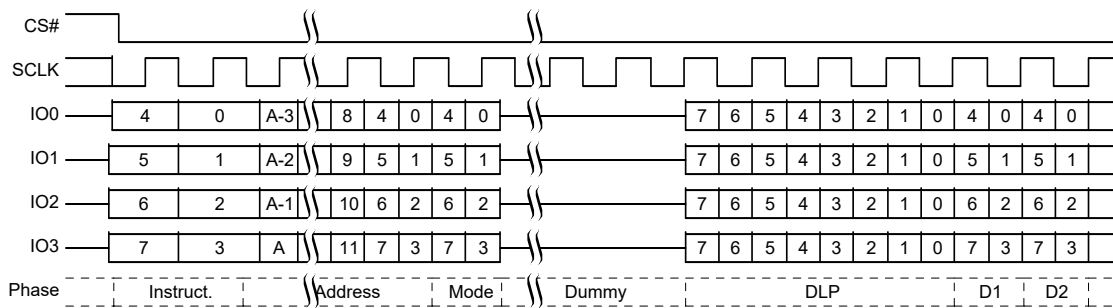 CS#
SCLK
IO0 4 0 A-3 8 4 0 4 0 7 6 5 4 3 2 1 0 4 0 4 0
IO1 5 1 A-2 9 5 1 5 1 7 6 5 4 3 2 1 0 5 1 5 1
IO2 6 2 A-1 10 6 2 6 2 7 6 5 4 3 2 1 0 6 2 6 2
IO3 7 3 A 11 7 3 7 3 7 6 5 4 3 2 1 0 7 3 7 3
Phase Instruct. Address Mode Dummy DLP D1 D2